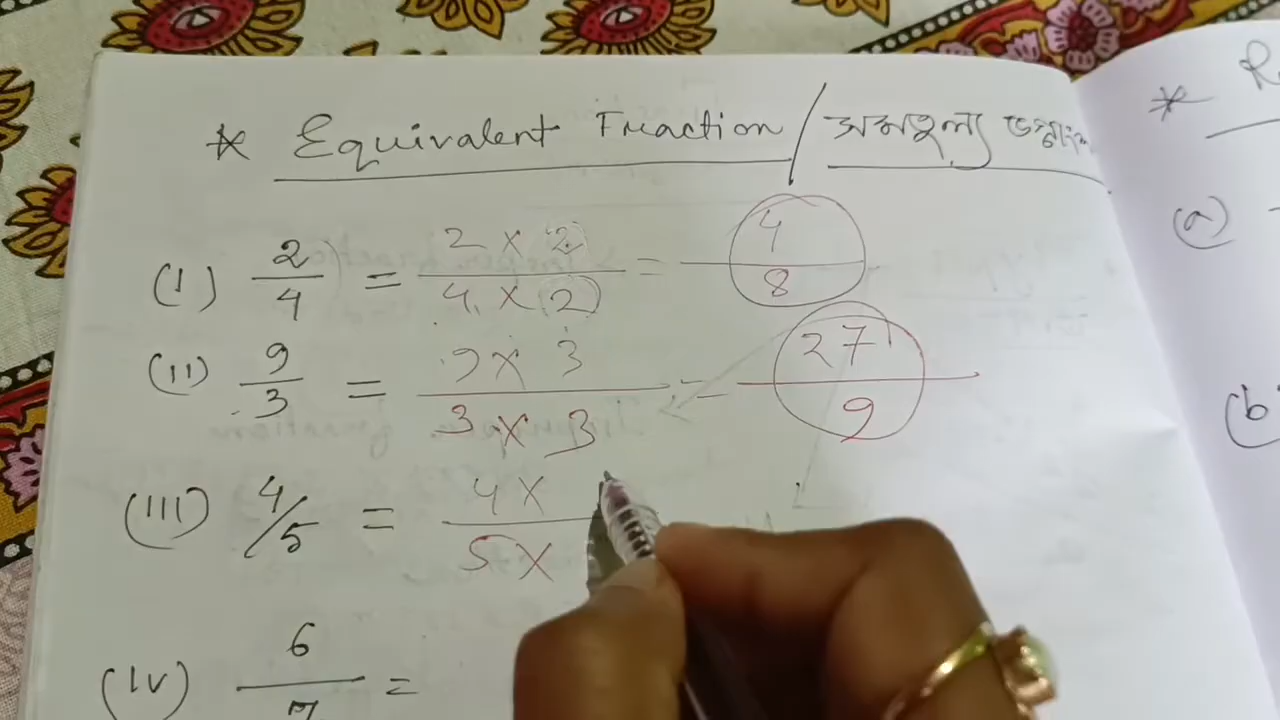 * Equivalent Fraction / সমতুল্য ভগ্নাংশ
(I) 2/4 = 2 x 2 / 4 x 2 = 4/8
(II) 9/3 = 9 x 3 / 3 x 3 = 27/9
(III) 4/5 = 4 x / 5 x
(IV) 6/7 =
* R
(a)
(b